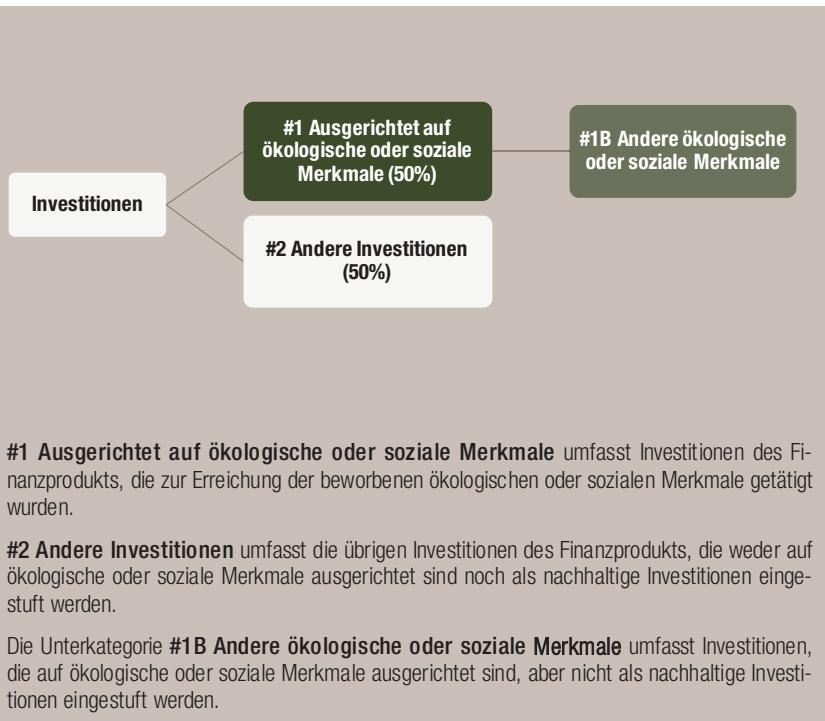 #1 Ausgerichtet auf
ökologische oder soziale
Merkmale (50%)
#1B Andere ökologische
oder soziale Merkmale
Investitionen
#2 Andere Investitionen
(50%)
#1 Ausgerichtet auf ökologische oder soziale Merkmale umfasst Investitionen des Fi-
nanzprodukts, die zur Erreichung der beworbenen ökologischen oder sozialen Merkmale getätigt
wurden.
#2 Andere Investitionen umfasst die übrigen Investitionen des Finanzprodukts, die weder auf
ökologische oder soziale Merkmale ausgerichtet sind noch als nachhaltige Investitionen einge-
stuft werden.
Die Unterkategorie #1B Andere ökologische oder soziale Merkmale umfasst Investitionen,
die auf ökologische oder soziale Merkmale ausgerichtet sind, aber nicht als nachhaltige Investi-
tionen eingestuft werden.